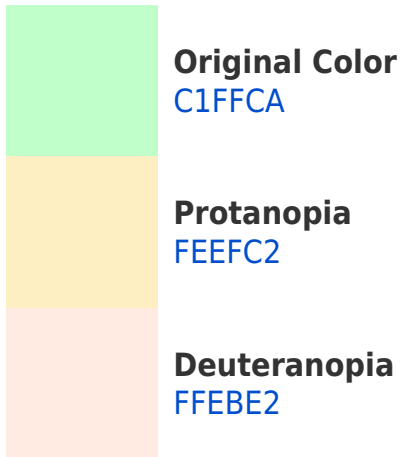 Original Color
C1FFCA
Protanopia
FEEFC2
Deuteranopia
FFEBE2